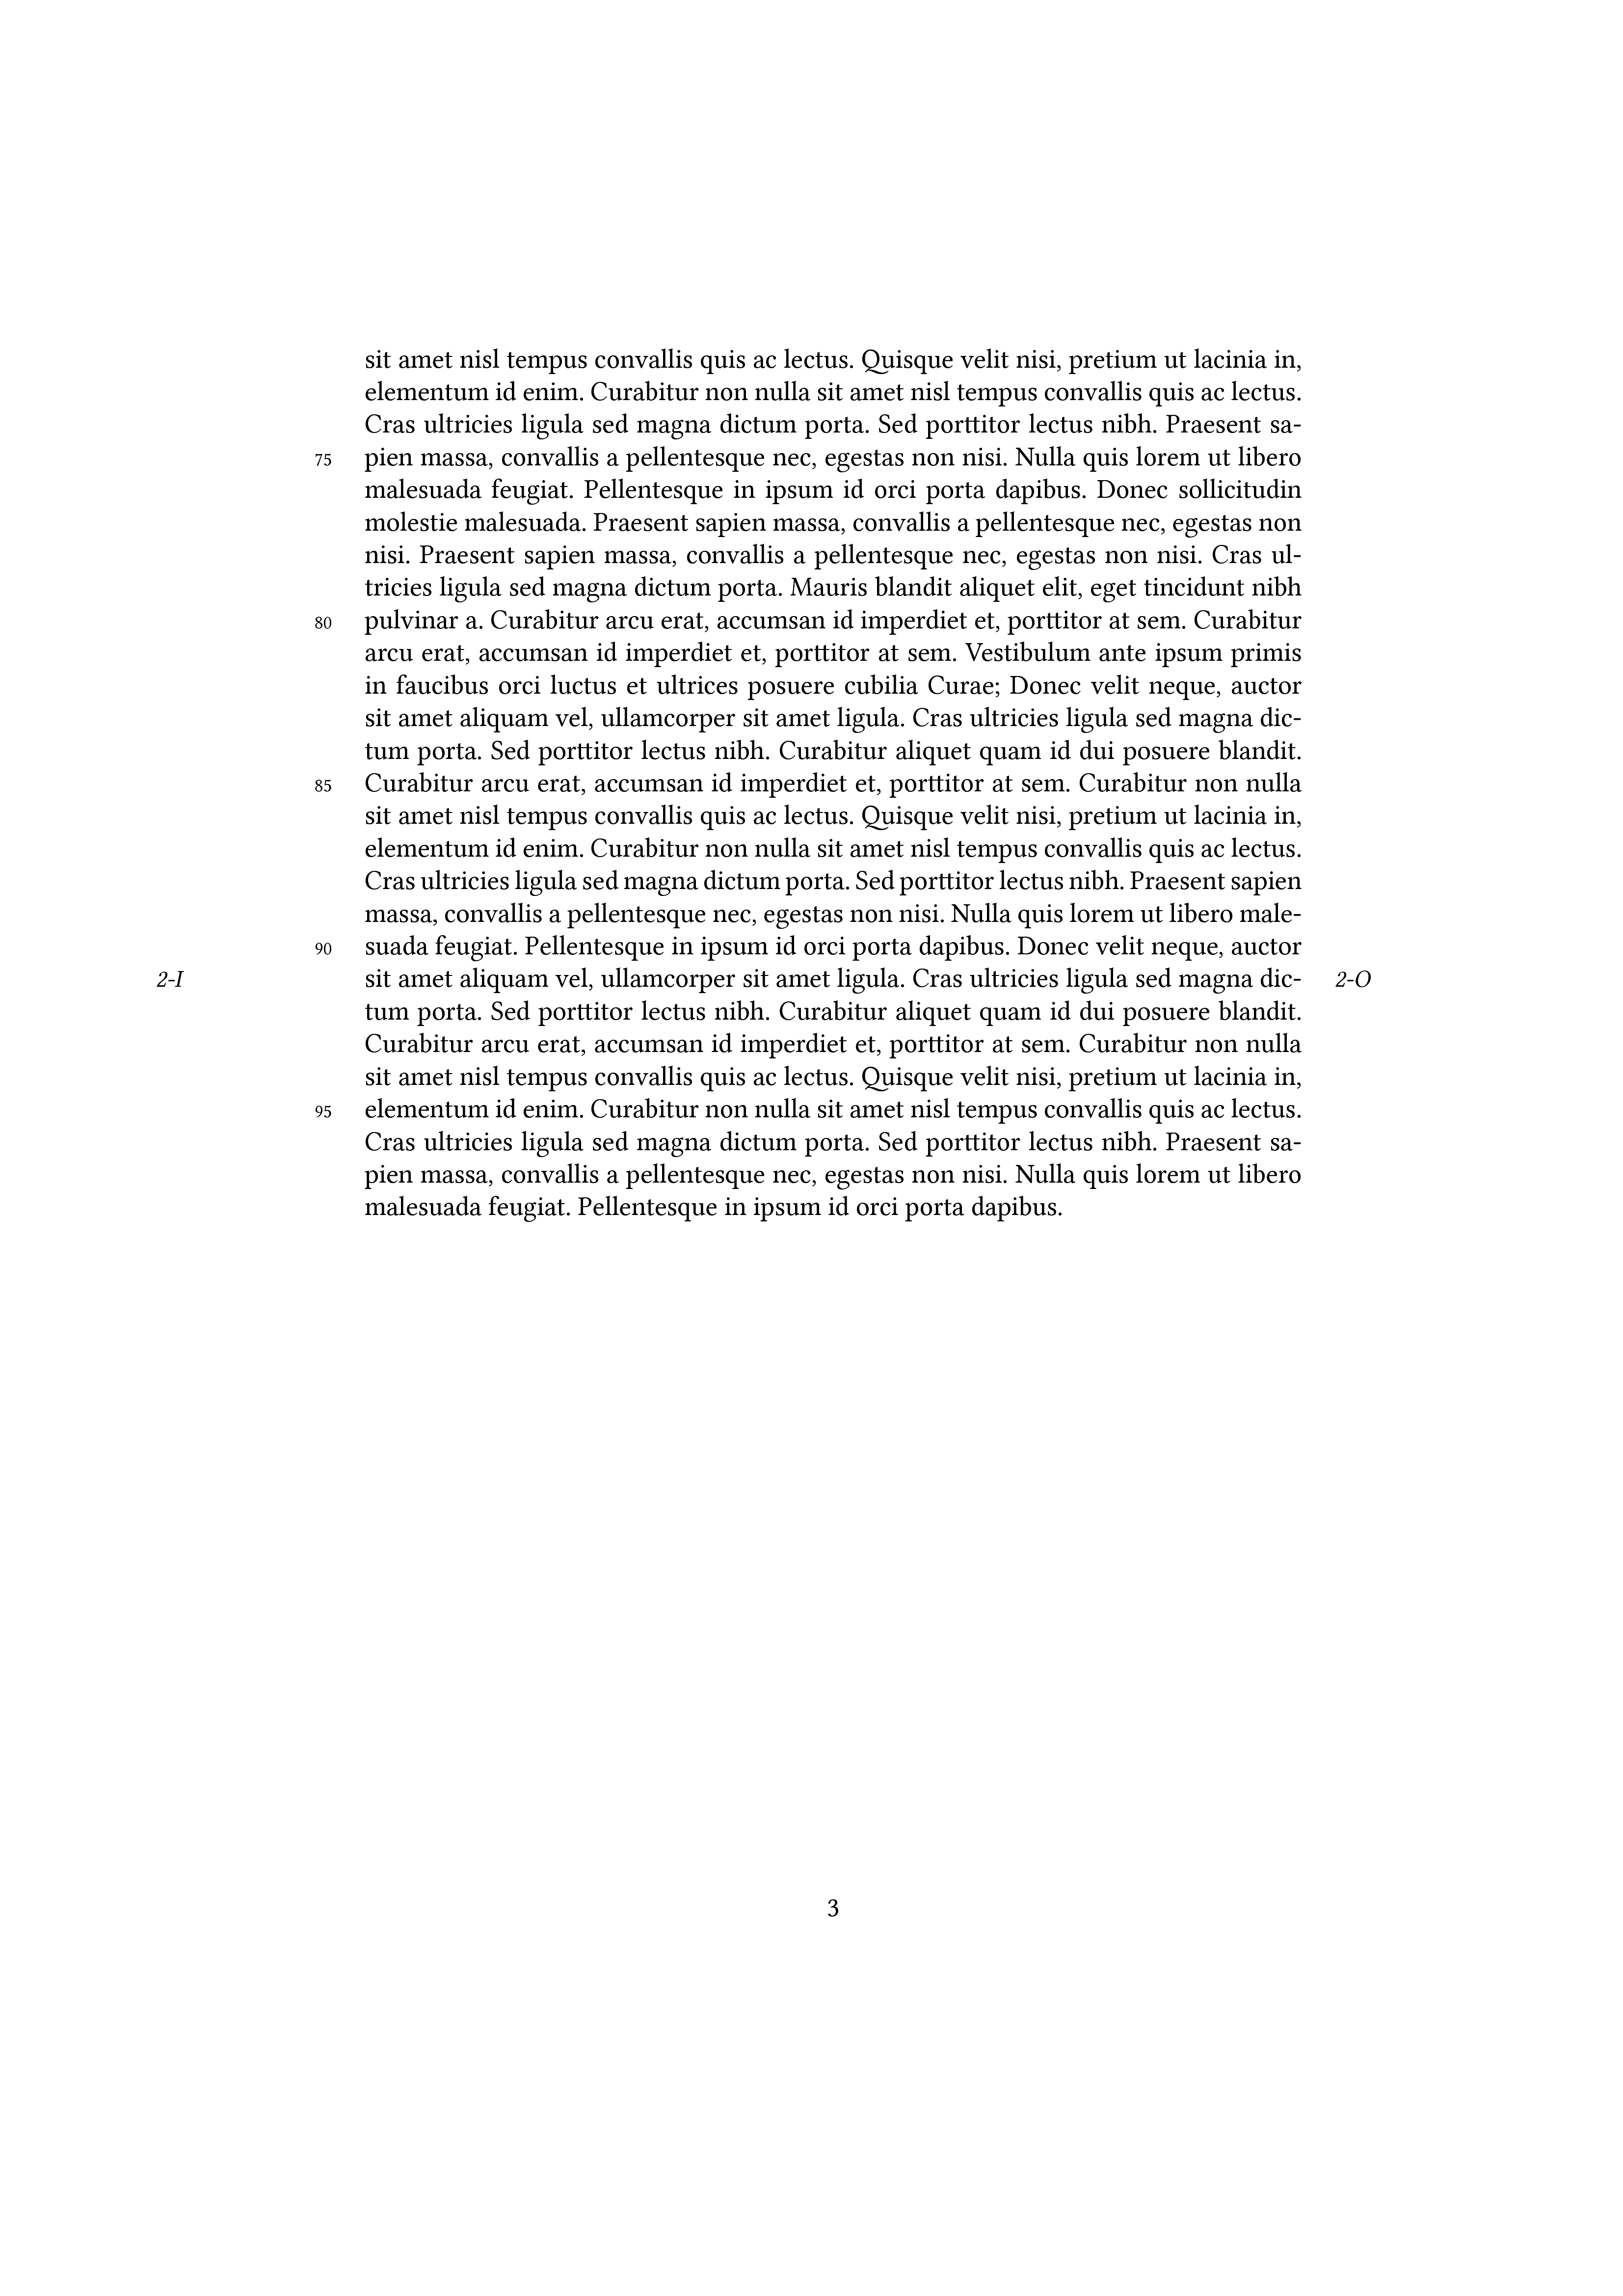 sit amet nisl tempus convallis quis ac lectus. Quisque velit nisi, pretium ut lacinia in,
elementum id enim. Curabitur non nulla sit amet nisl tempus convallis quis ac lectus.
Cras ultricies ligula sed magna dictum porta. Sed porttitor lectus nibh. Praesent sa-
75 pien massa, convallis a pellentesque nec, egestas non nisi. Nulla quis lorem ut libero
malesuada feugiat. Pellentesque in ipsum id orci porta dapibus. Donec sollicitudin
molestie malesuada. Praesent sapien massa, convallis a pellentesque nec, egestas non
nisi. Praesent sapien massa, convallis a pellentesque nec, egestas non nisi. Cras ul-
tricies ligula sed magna dictum porta. Mauris blandit aliquet elit, eget tincidunt nibh
80 pulvinar a. Curabitur arcu erat, accumsan id imperdiet et, porttitor at sem. Curabitur
arcu erat, accumsan id imperdiet et, porttitor at sem. Vestibulum ante ipsum primis
in faucibus orci luctus et ultrices posuere cubilia Curae; Donec velit neque, auctor
sit amet aliquam vel, ullamcorper sit amet ligula. Cras ultricies ligula sed magna dic-
tum porta. Sed porttitor lectus nibh. Curabitur aliquet quam id dui posuere blandit.
85 Curabitur arcu erat, accumsan id imperdiet et, porttitor at sem. Curabitur non nulla
sit amet nisl tempus convallis quis ac lectus. Quisque velit nisi, pretium ut lacinia in,
elementum id enim. Curabitur non nulla sit amet nisl tempus convallis quis ac lectus.
Cras ultricies ligula sed magna dictum porta. Sed porttitor lectus nibh. Praesent sapien
massa, convallis a pellentesque nec, egestas non nisi. Nulla quis lorem ut libero male-
90 suada feugiat. Pellentesque in ipsum id orci porta dapibus. Donec velit neque, auctor
2-I sit amet aliquam vel, ullamcorper sit amet ligula. Cras ultricies ligula sed magna dic- 2-O
tum porta. Sed porttitor lectus nibh. Curabitur aliquet quam id dui posuere blandit.
Curabitur arcu erat, accumsan id imperdiet et, porttitor at sem. Curabitur non nulla
sit amet nisl tempus convallis quis ac lectus. Quisque velit nisi, pretium ut lacinia in,
95 elementum id enim. Curabitur non nulla sit amet nisl tempus convallis quis ac lectus.
Cras ultricies ligula sed magna dictum porta. Sed porttitor lectus nibh. Praesent sa-
pien massa, convallis a pellentesque nec, egestas non nisi. Nulla quis lorem ut libero
malesuada feugiat. Pellentesque in ipsum id orci porta dapibus.
3